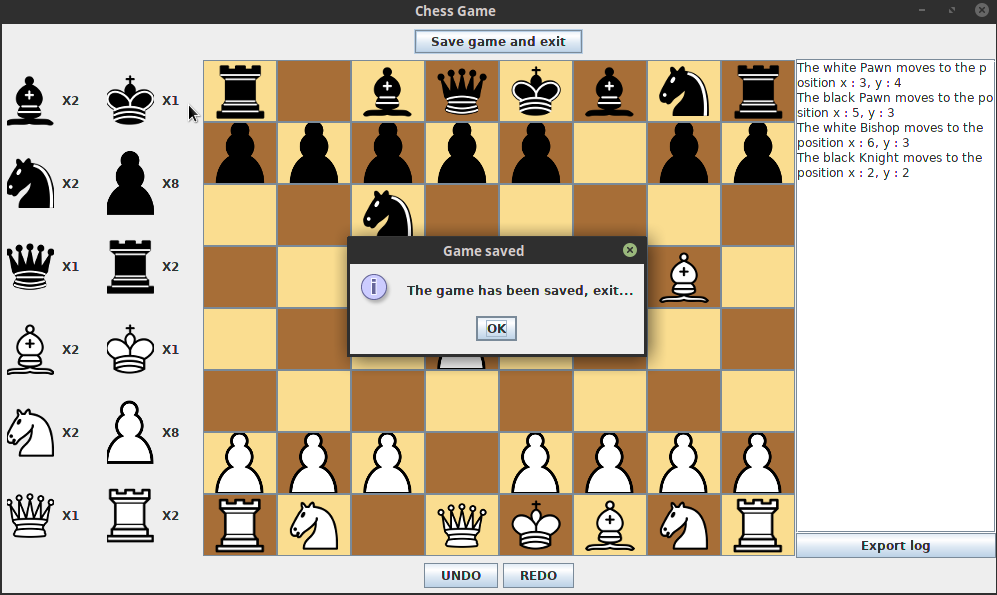 Chess Game
Save game and exit
X2
X1
X2
X8
X1
X2
X2
X1
X2
X8
X1
X2
The white Pawn moves to the p
osition x : 3, y : 4
The black Pawn moves to the po
sition x : 5, y : 3
The white Bishop moves to the
position x : 6, y : 3
The black Knight moves to the
position x : 2, y : 2
Game saved
i
The game has been saved, exit...
OK
Export log
UNDO
REDO